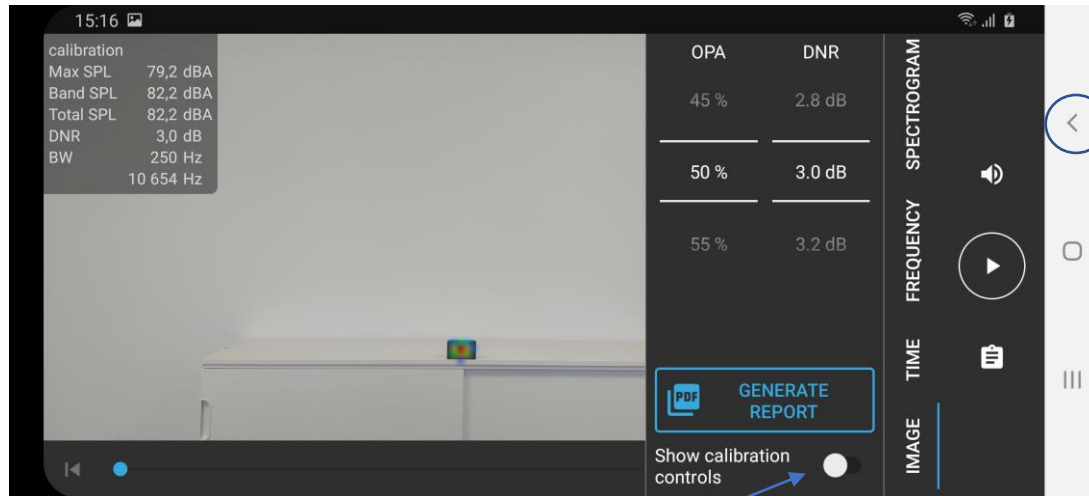 15:16
calibration
Max SPL 79,2 dBA
Band SPL 82,2 dBA
Total SPL 82,2 dBA
DNR 3,0 dB
BW 250 Hz
10 654 Hz
OPA DNR
45 % 2.8 dB
50 % 3.0 dB
55 % 3.2 dB
PDF GENERATE
REPORT
Show calibration
controls
SPECTROGRAM
FREQUENCY
TIME
IMAGE